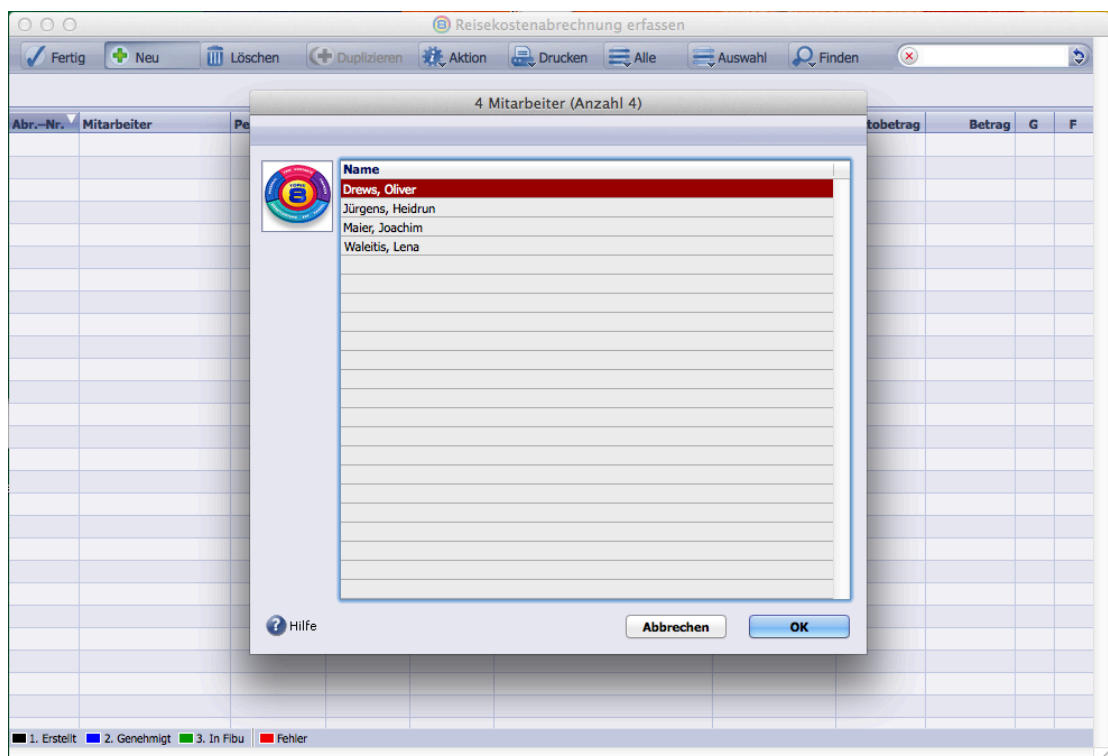 Reisekostenabrechnung erfassen
Fertig Neu Löschen Duplizieren Aktion Drucken Alle Auswahl Finden
4 Mitarbeiter (Anzahl 4)
Abr.-Nr. Mitarbeiter Pe tobetrag Betrag G F
Name
Drews, Oliver
Jürgens, Heidrun
Maier, Joachim
Waleitis, Lena
Hilfe Abbrechen OK
1. Erstellt 2. Genehmigt 3. In Fibu Fehler